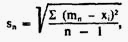 sₙ = √(Σ (mₙ − xᵢ)² / (n − 1)),